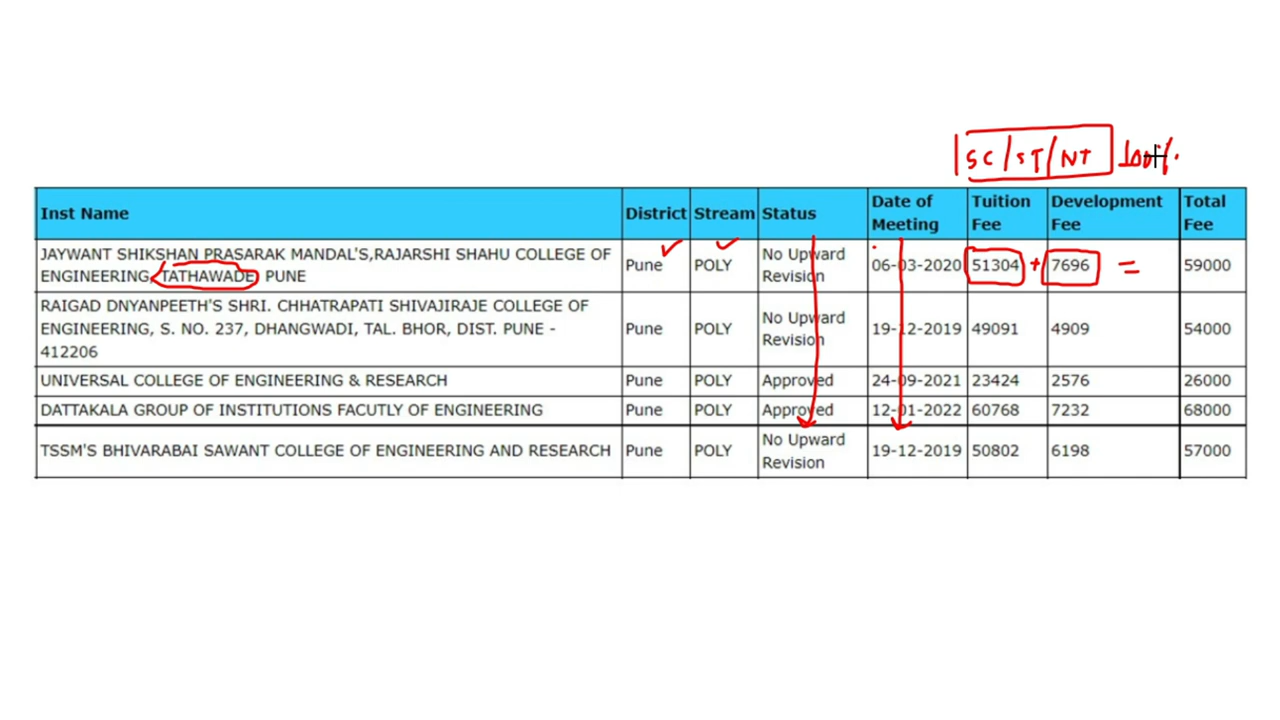 SC/ST/NT 100%
Inst Name District Stream Status Date of Meeting Tuition Fee Development Fee Total Fee
JAYWANT SHIKSHAN PRASARAK MANDAL'S,RAJARSHI SHAHU COLLEGE OF
ENGINEERING, TATHAWADE PUNE Pune POLY No Upward Revision 06-03-2020 51304 + 7696 = 59000
RAIGAD DNYANPEETH'S SHRI. CHHATRAPATI SHIVAJIRAJE COLLEGE OF
ENGINEERING, S. NO. 237, DHANGWADI, TAL. BHOR, DIST. PUNE -
412206 Pune POLY No Upward Revision 19-12-2019 49091 4909 54000
UNIVERSAL COLLEGE OF ENGINEERING & RESEARCH Pune POLY Approved 24-09-2021 23424 2576 26000
DATTAKALA GROUP OF INSTITUTIONS FACUTLY OF ENGINEERING Pune POLY Approved 12-01-2022 60768 7232 68000
TSSM'S BHIVARABAI SAWANT COLLEGE OF ENGINEERING AND RESEARCH Pune POLY No Upward Revision 19-12-2019 50802 6198 57000